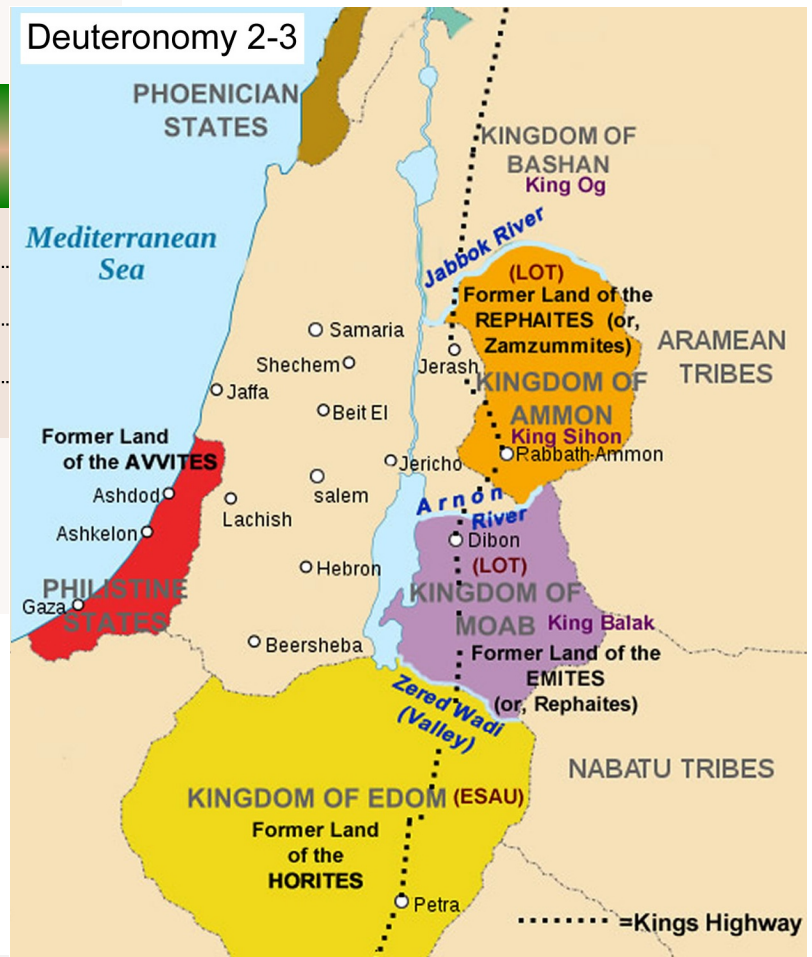 Deuteronomy 2-3
PHOENICIAN
STATES
KINGDOM OF
BASHAN
King Og
Mediterranean
Sea
Jabbok River
(LOT)
Former Land of the
REPHAITES (or,
Zamzummites)
ARAMEAN
TRIBES
Samaria
Shechem
Jerash
KINGDOM OF
AMMON
Jaffa
Beit El
King Sihon
Rabbath-Ammon
Former Land
of the AVVITES
Jericho
Ashdod
salem
Lachish
Arnon
River
Ashkelon
Dibon
Hebron
(LOT)
KINGDOM OF
MOAB
King Balak
PHILISTINE
STATES
Gaza
Beersheba
Former Land of the
EMITES
(or, Rephaites)
Zered Wadi
(Valley)
NABATU TRIBES
KINGDOM OF EDOM (ESAU)
Former Land
of the
HORITES
Petra
=Kings Highway